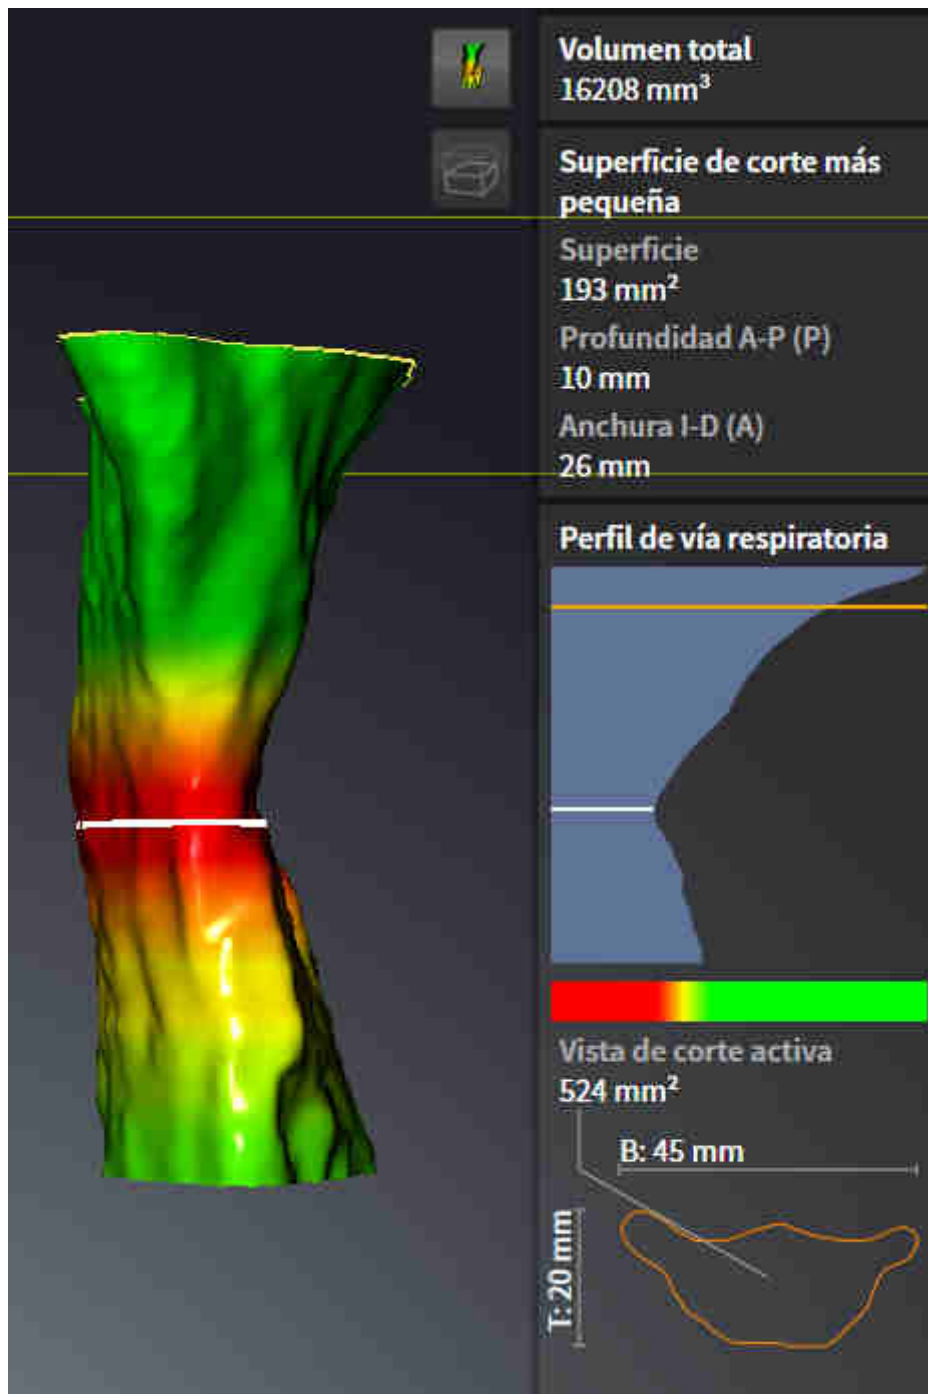 Volumen total
16208 mm³
Superficie de corte más
pequeña
Superficie
193 mm²
Profundidad A-P (P)
10 mm
Anchura I-D (A)
26 mm
Perfil de vía respiratoria
Vista de corte activa
524 mm²
B: 45 mm
T: 20 mm